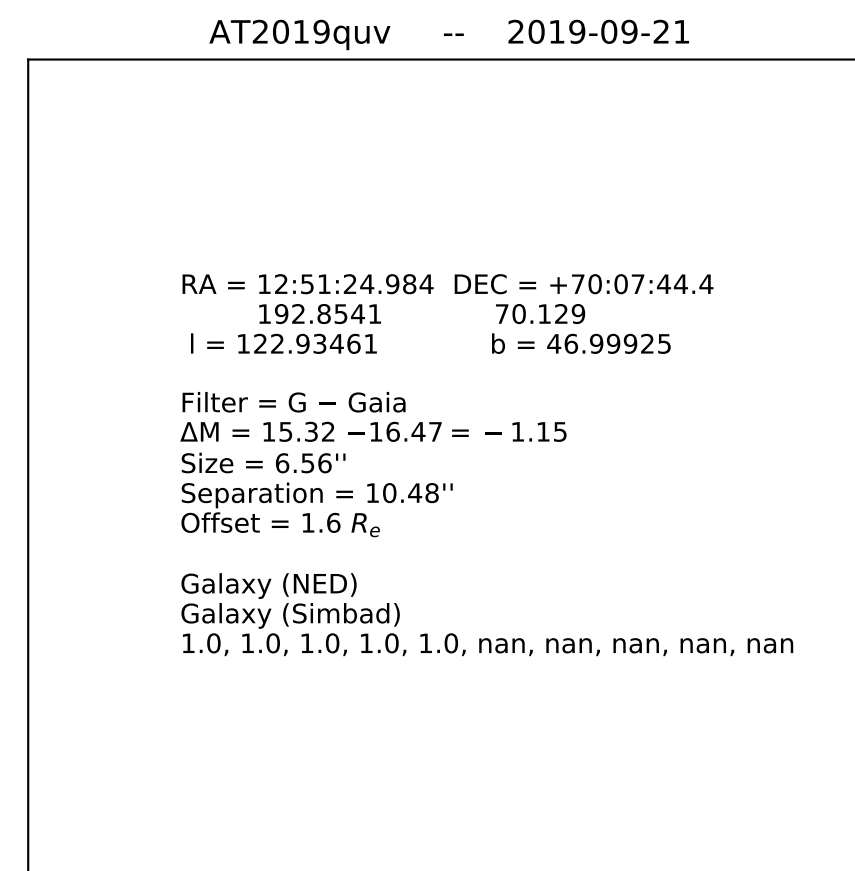 AT2019quv -- 2019-09-21
RA = 12:51:24.984 DEC = +70:07:44.4
192.8541 70.129
l = 122.93461 b = 46.99925
Filter = G − Gaia
ΔM = 15.32 −16.47 = − 1.15
Size = 6.56''
Separation = 10.48''
Offset = 1.6 Re
Galaxy (NED)
Galaxy (Simbad)
1.0, 1.0, 1.0, 1.0, 1.0, nan, nan, nan, nan, nan